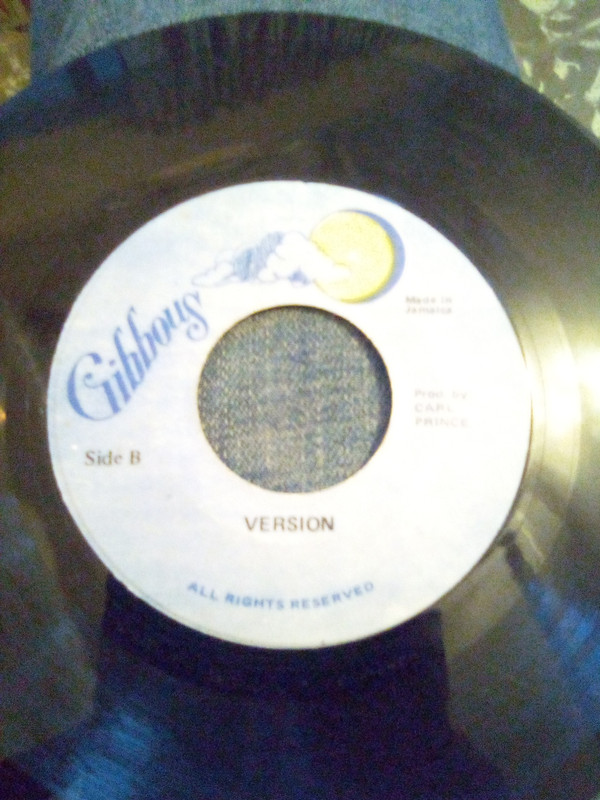 Gibbous
Made in
Jamaica
Prod. by
CARL
PRINCE
Side B
VERSION
ALL RIGHTS RESERVED